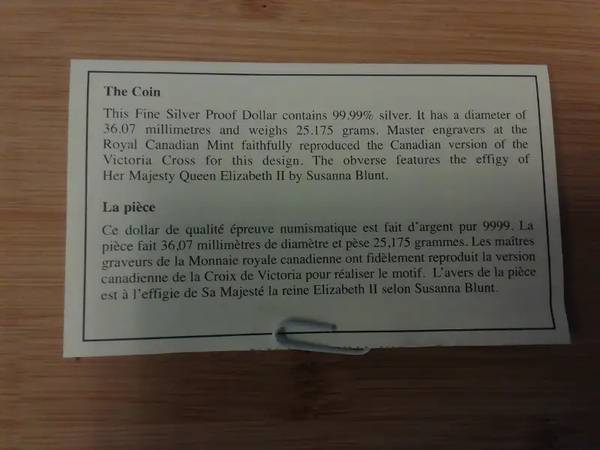 The Coin
This Fine Silver Proof Dollar contains 99.99% silver. It has a diameter of
36.07 millimetres and weighs 25.175 grams. Master engravers at the
Royal Canadian Mint faithfully reproduced the Canadian version of the
Victoria Cross for this design. The obverse features the effigy of
Her Majesty Queen Elizabeth II by Susanna Blunt.
La pièce
Ce dollar de qualité épreuve numismatique est fait d'argent pur 9999. La
pièce fait 36,07 millimètres de diamètre et pèse 25,175 grammes. Les maîtres
graveurs de la Monnaie royale canadienne ont fidèlement reproduit la version
canadienne de la Croix de Victoria pour réaliser le motif. L'avers de la pièce
est à l'effigie de Sa Majesté la reine Elizabeth II selon Susanna Blunt.